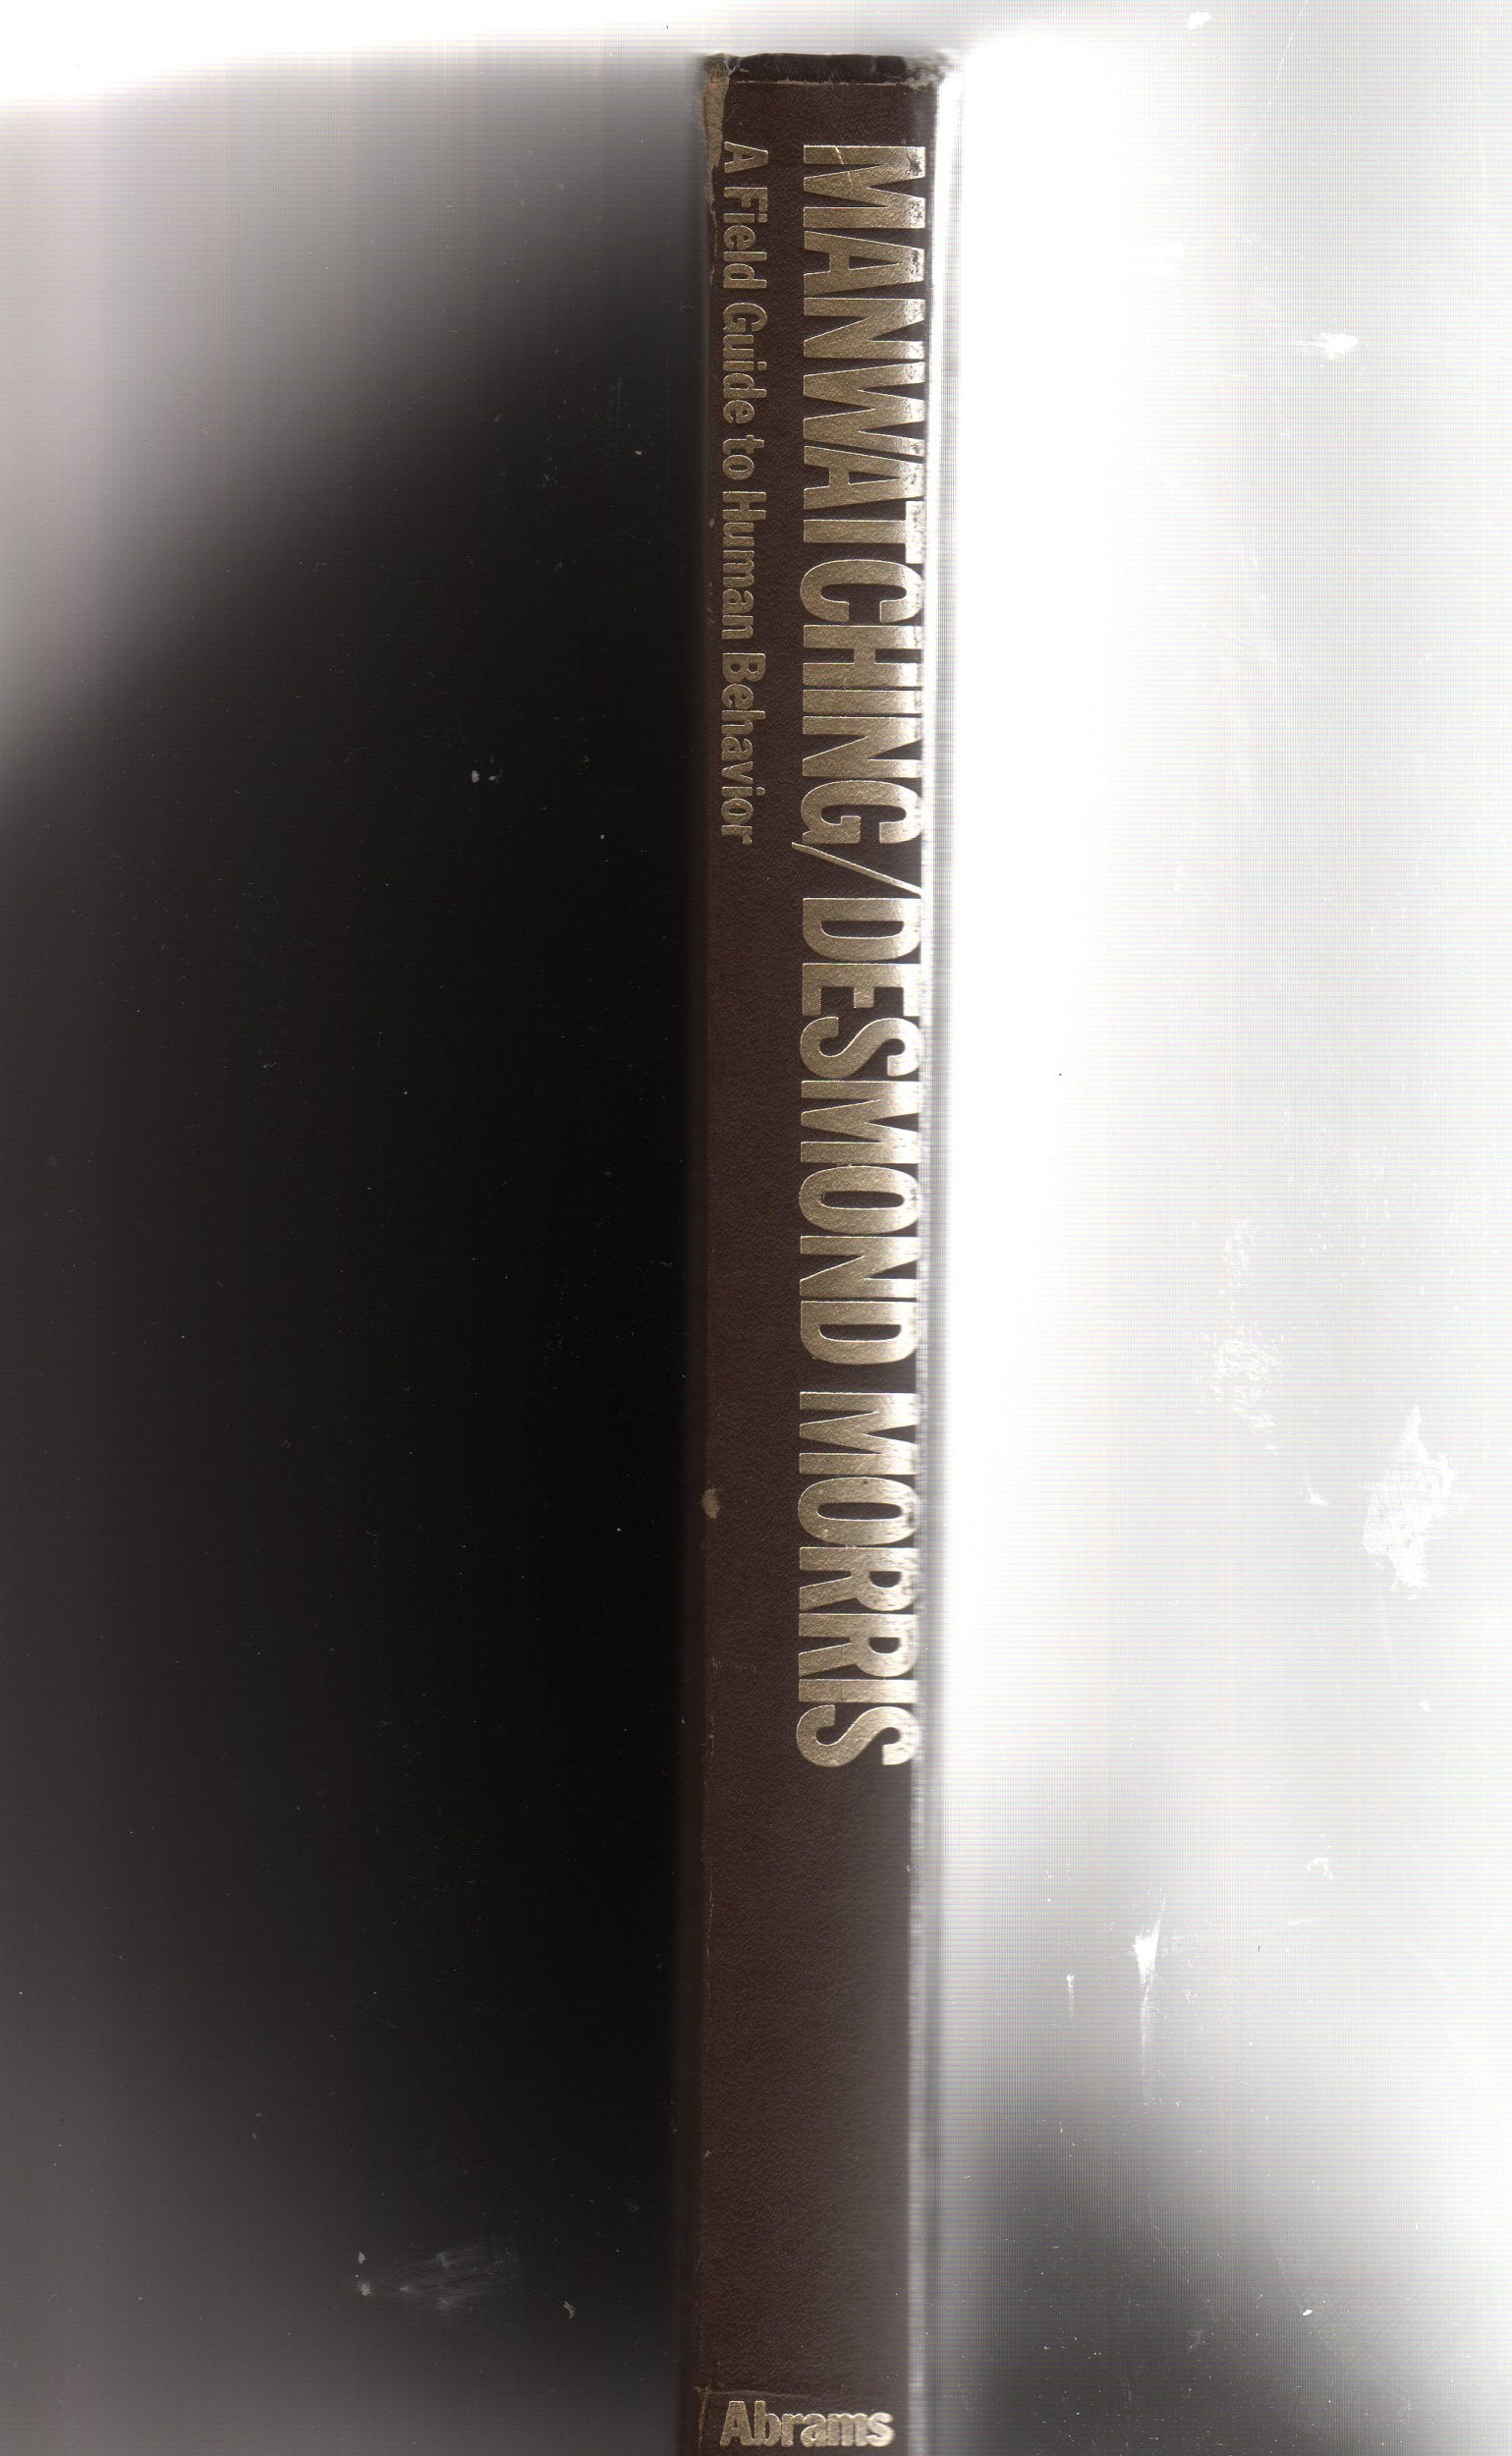 MANWATCHING/DESMOND MORRIS
A Field Guide to Human Behavior
Abrams